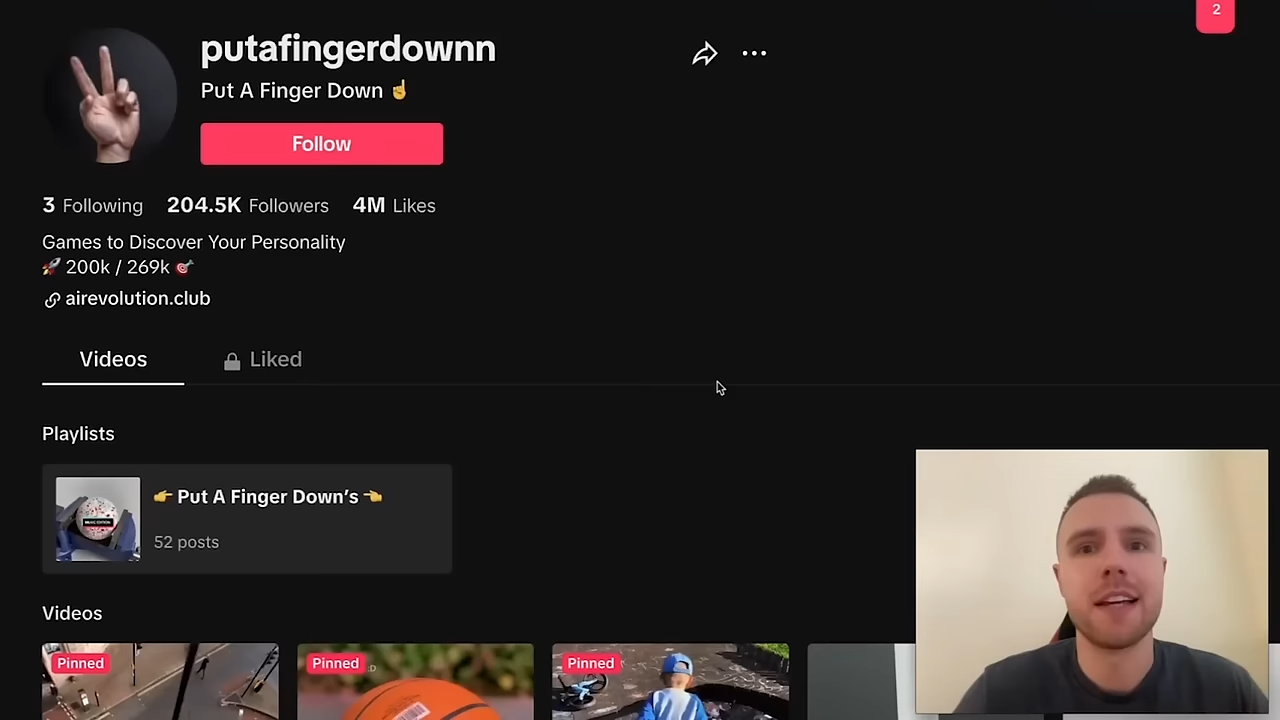 2
putafingerdownn
Put A Finger Down ☝️
Follow
3 Following 204.5K Followers 4M Likes
Games to Discover Your Personality
🚀 200k / 269k 🎯
airevolution.club
Videos Liked
Playlists
👉 Put A Finger Down’s 👈
52 posts
Videos
Pinned Pinned Pinned